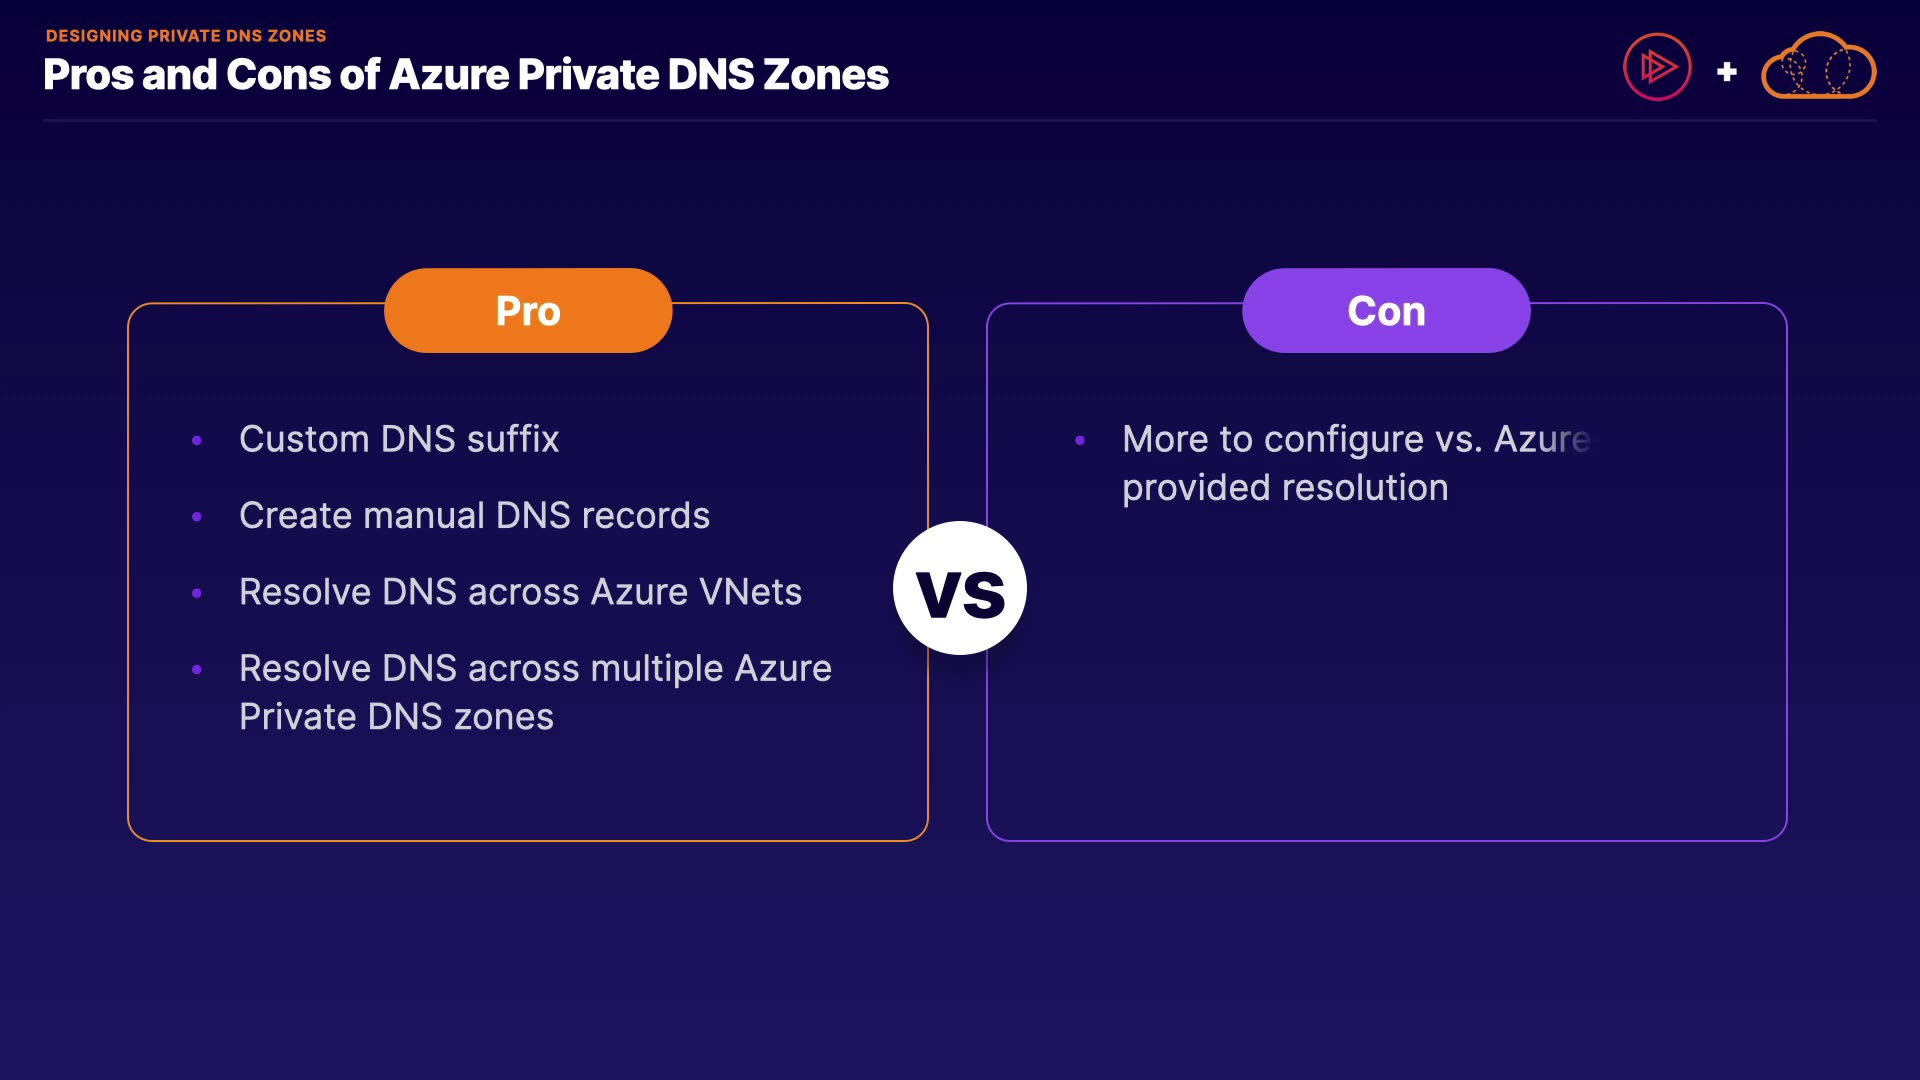 DESIGNING PRIVATE DNS ZONES
Pros and Cons of Azure Private DNS Zones
+
Pro
• Custom DNS suffix
• Create manual DNS records
• Resolve DNS across Azure VNets
• Resolve DNS across multiple Azure
Private DNS zones
VS
Con
• More to configure vs. Azure
provided resolution